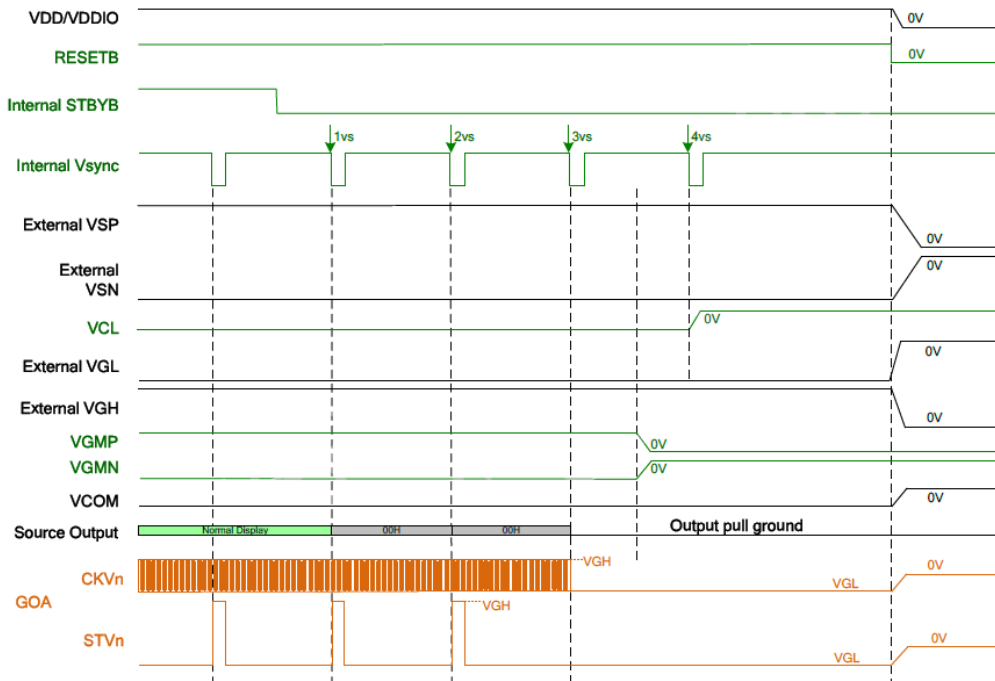 VDD/VDDIO
0V
RESETB
0V
Internal STBYB
1vs 2vs 3vs 4vs
Internal Vsync
External VSP
0V
External
VSN
0V
VCL
0V
External VGL
0V
External VGH
0V
VGMP
0V
VGMN
0V
VCOM
0V
Source Output
Normal Display 00H 00H
Output pull ground
CKVn
VGH
VGL
0V
GOA
STVn
VGH
VGL
0V